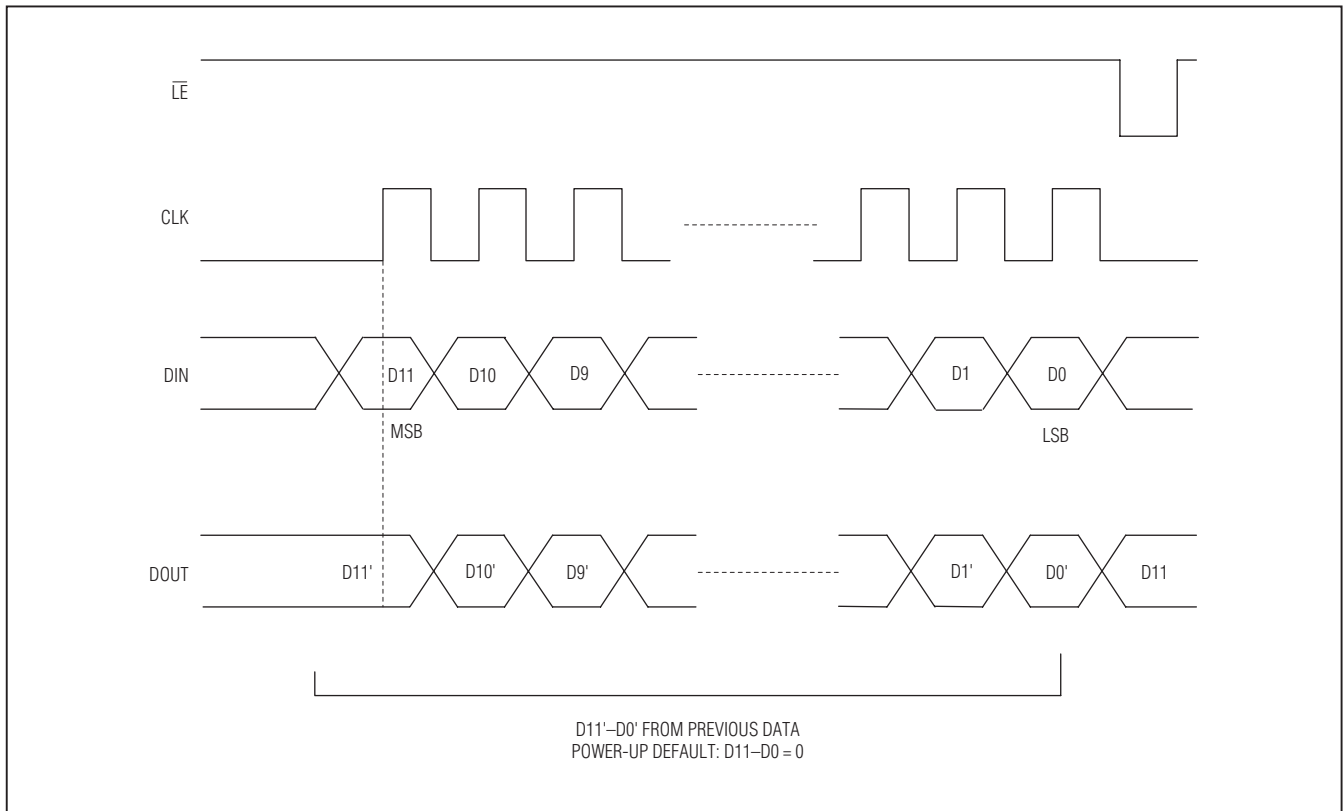 LE
CLK
DIN
D11 D10 D9 D1 D0
MSB LSB
DOUT
D11' D10' D9' D1' D0' D11
D11'–D0' FROM PREVIOUS DATA
POWER-UP DEFAULT: D11–D0 = 0